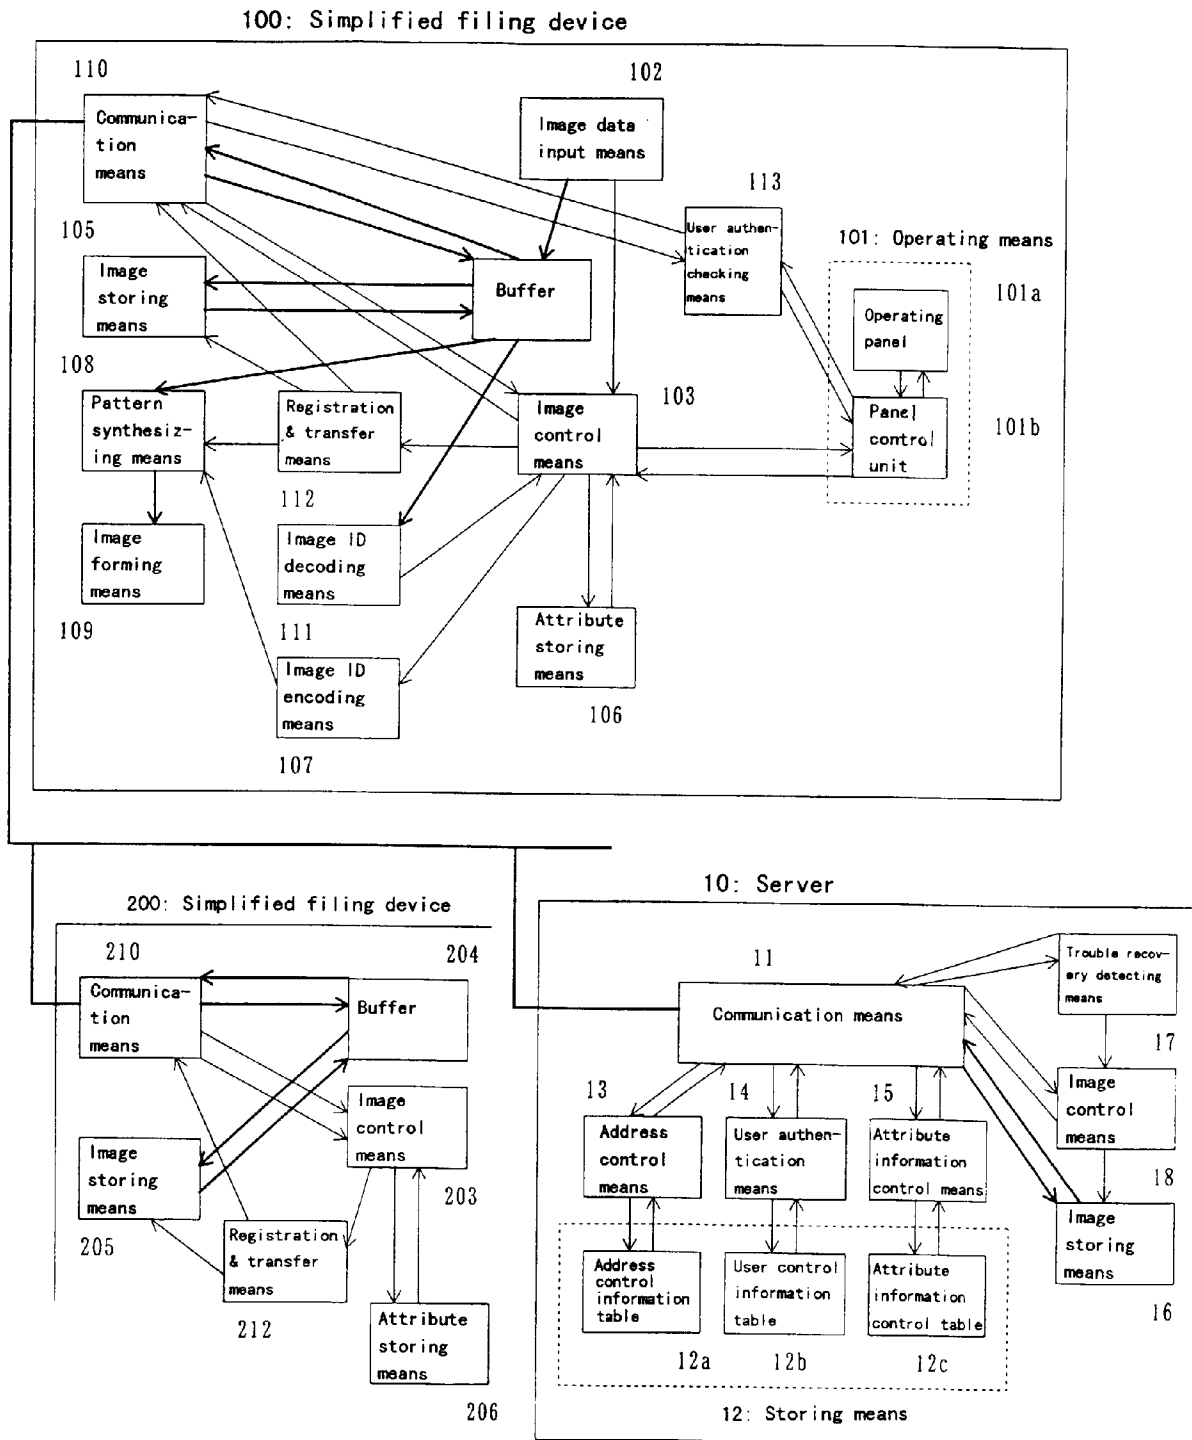 100: Simplified filing device
110
102
Communica-
tion
means
Image data
input means
113
105
User authen-
tication
checking
means
101: Operating means
Image
storing
means
Buffer
101a
Operating
panel
108
103
Pattern
synthesiz-
ing means
Registration
& transfer
means
Image
control
means
Panel
control
unit
101b
112
Image
forming
means
Image ID
decoding
means
109
111
Attribute
storing
means
Image ID
encoding
means
106
107
10: Server
200: Simplified filing device
210
204
11
Trouble recov-
ery detecting
means
Communica-
tion
means
Buffer
Communication means
17
13
14
15
Image
control
means
Image
control
means
Address
control
means
User authen-
tication
means
Attribute
information
control means
Image
storing
means
203
18
205
Registration
& transfer
means
Image
storing
means
Address
control
information
table
User control
information
table
Attribute
information
control table
16
212
Attribute
storing
means
12a
12b
12c
206
12: Storing means